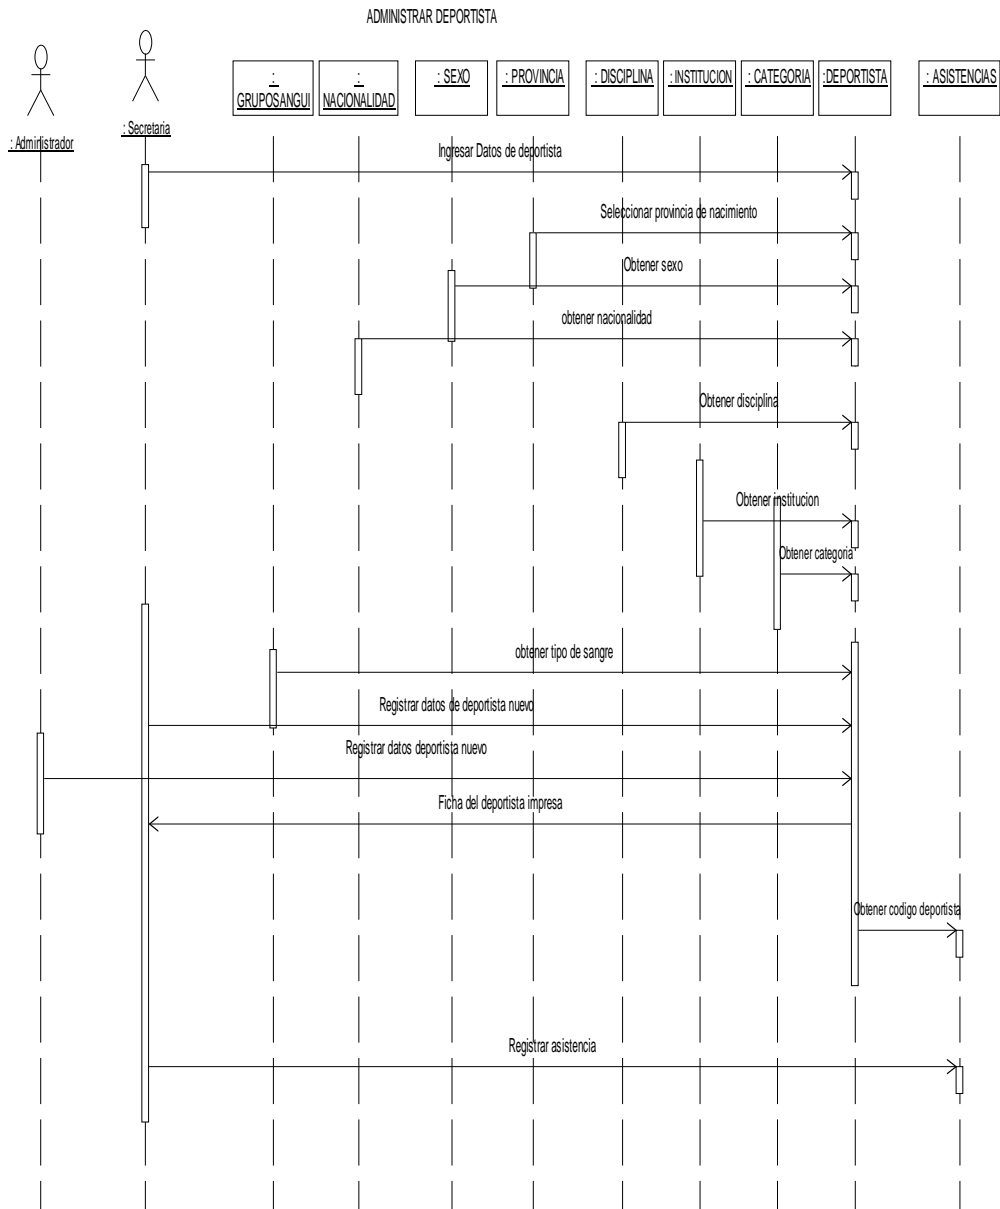 ADMINISTRAR DEPORTISTA
: Administrador
: Secretaria
:
GRUPOSANGUI
:
NACIONALIDAD
: SEXO
: PROVINCIA
: DISCIPLINA
: INSTITUCION
: CATEGORIA
:DEPORTISTA
: ASISTENCIAS
Ingresar Datos de deportista
Seleccionar provincia de nacimiento
Obtener sexo
obtener nacionalidad
Obtener disciplina
Obtener institucion
Obtener categoria
obtener tipo de sangre
Registrar datos de deportista nuevo
Registrar datos deportista nuevo
Ficha del deportista impresa
Obtener codigo deportista
Registrar asistencia